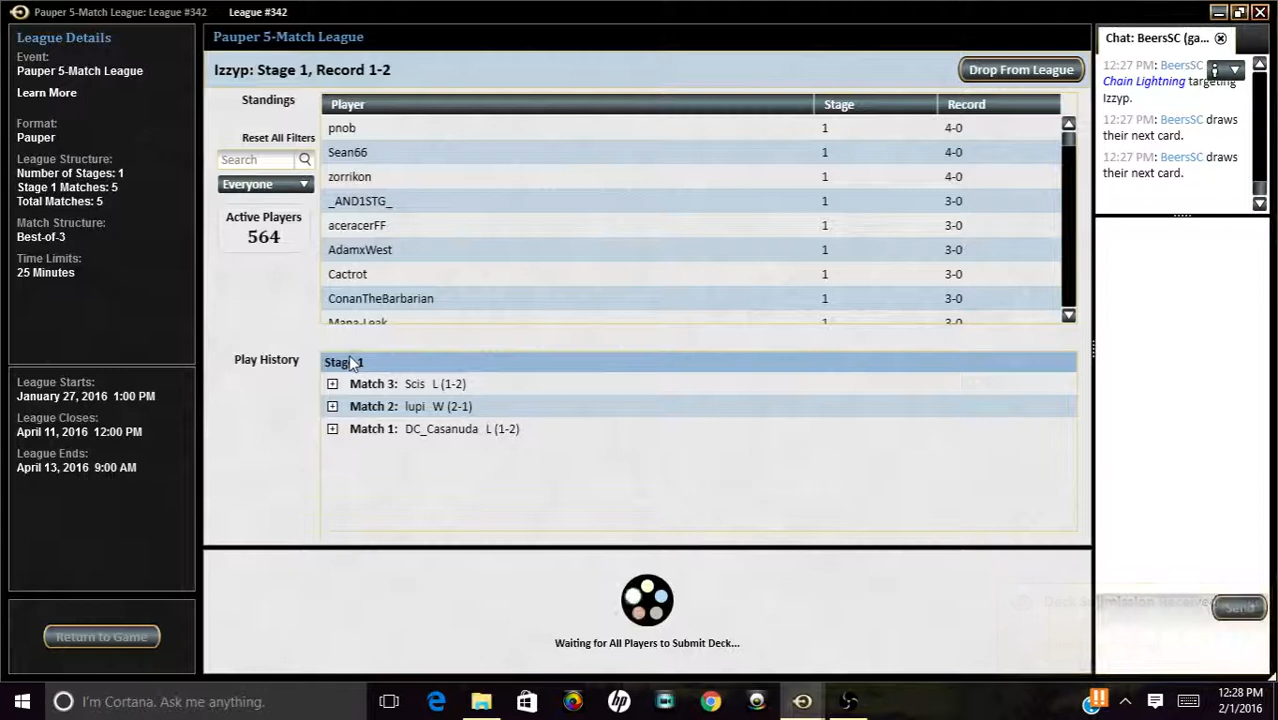 Pauper 5-Match League: League #342
League #342
League Details
Event:
Pauper 5-Match League
Learn More
Format:
Pauper
League Structure:
Number of Stages: 1
Stage 1 Matches: 5
Total Matches: 5
Match Structure:
Best-of-3
Time Limits:
25 Minutes
League Starts:
January 27, 2016 1:00 PM
League Closes:
April 11, 2016 12:00 PM
League Ends:
April 13, 2016 9:00 AM
Return to Game
Pauper 5-Match League
Izzyp: Stage 1, Record 1-2
Drop From League
Standings
Reset All Filters
Search
Everyone
Active Players
564
Player Stage Record
pnob 1 4-0
Sean66 1 4-0
zorrikon 1 4-0
_AND1STG_ 1 3-0
aceracerFF 1 3-0
AdamxWest 1 3-0
Cactrot 1 3-0
ConanTheBarbarian 1 3-0
Mana-Leak 1 3-0
Play History
Stage 1
Match 3: Scis L (1-2)
Match 2: lupi W (2-1)
Match 1: DC_Casanuda L (1-2)
Waiting for All Players to Submit Deck...
Chat: BeersSC (ga...
12:27 PM: BeersSC
Chain Lightning targeting
Izzyp.
12:27 PM: BeersSC draws
their next card.
12:27 PM: BeersSC draws
their next card.
Deck Submission Received
Send
I'm Cortana. Ask me anything.
hp
12:28 PM
2/1/2016